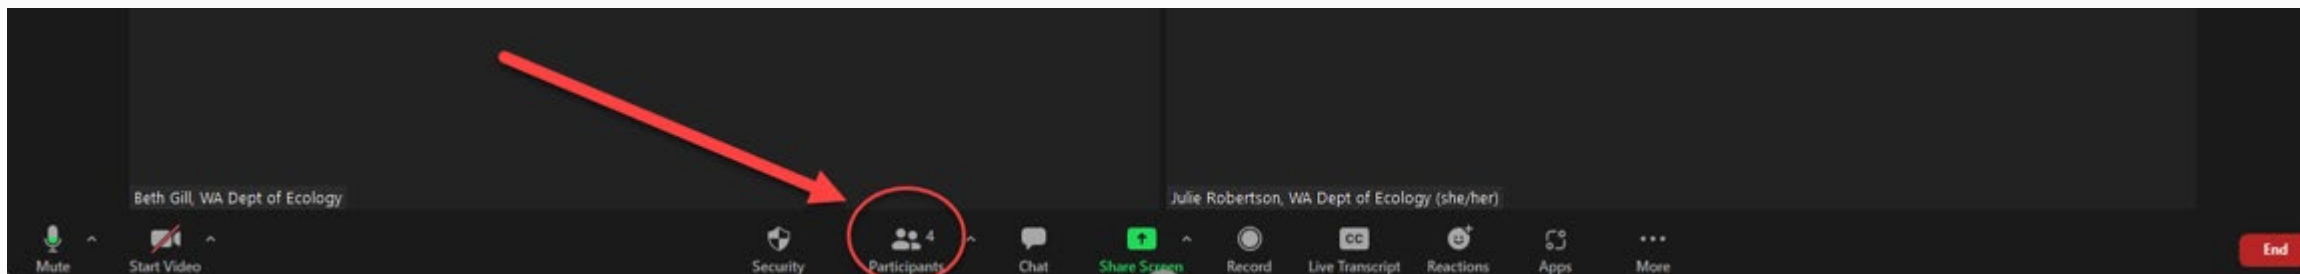 Beth Gill, WA Dept of Ecology
Julie Robertson, WA Dept of Ecology (she/her)
4
CC
Mute
Start Video
Security
Participants
Chat
Share Screen
Record
Live Transcript
Reactions
Apps
More
End